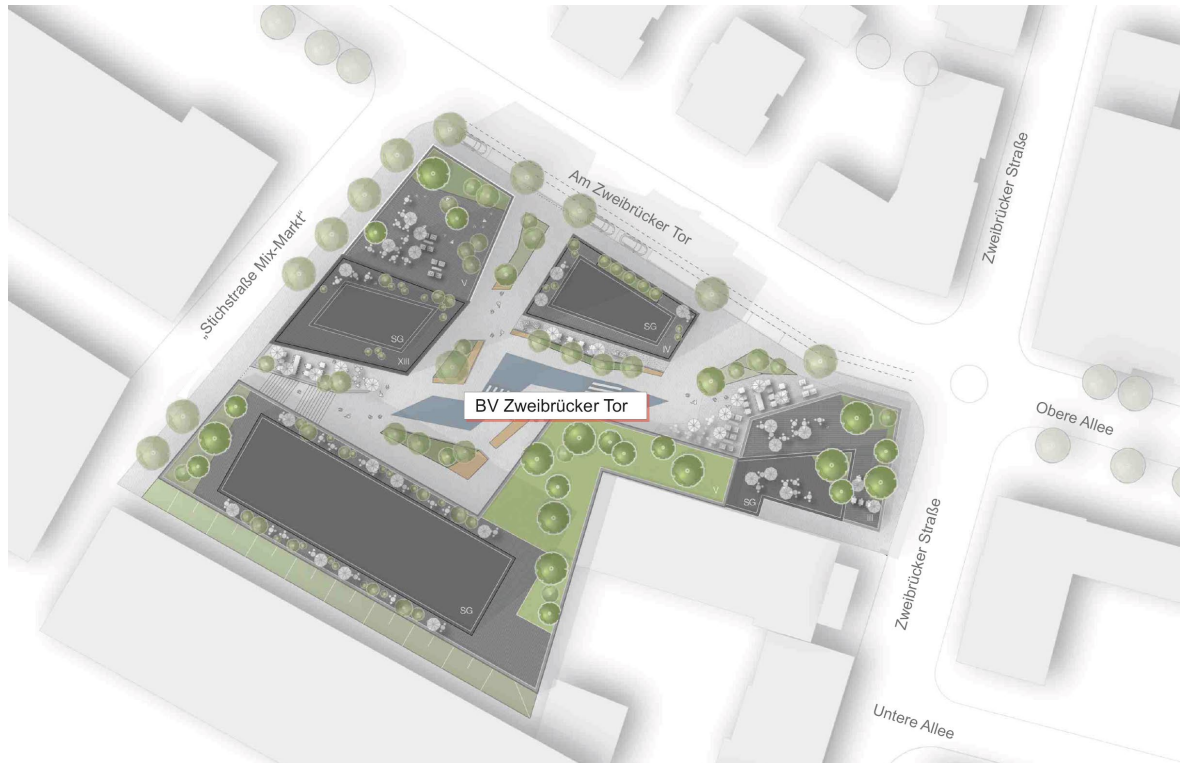 Am Zweibrücker Tor
Zweibrücker Straße
„Stichstraße Mix-Markt“
V
SG
XIII
SG
IV
BV Zweibrücker Tor
Obere Allee
V
SG
III
SG
Zweibrücker Straße
Untere Allee